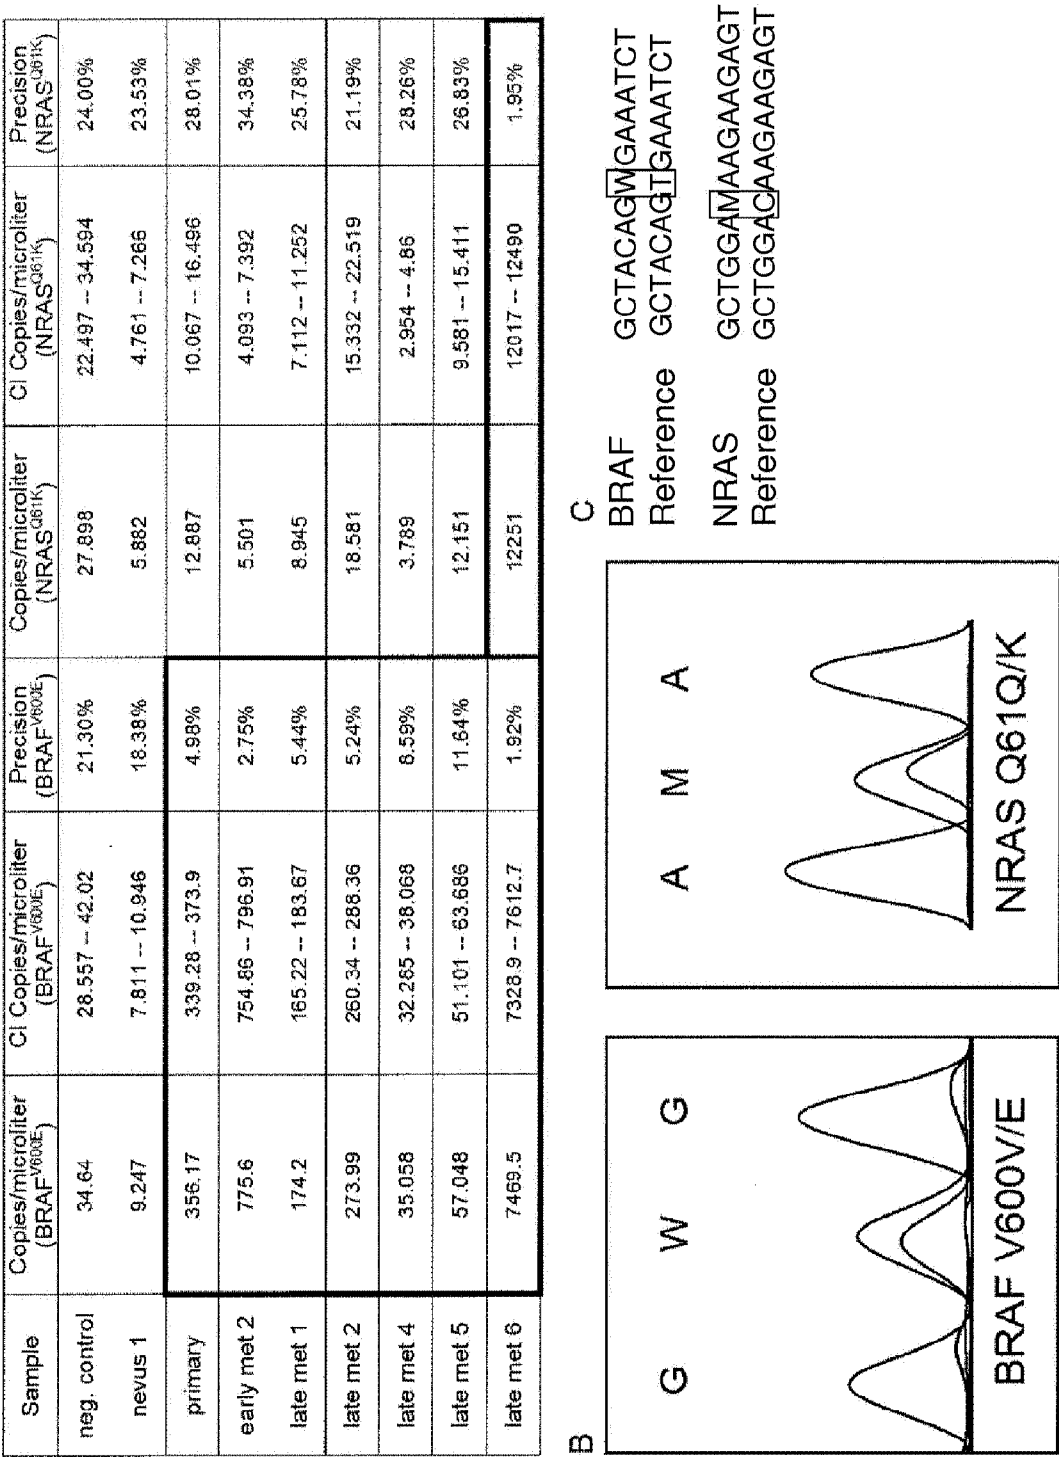 Sample Copies/microliter (BRAFV600E) CI Copies/microliter (BRAFV600E) Precision (BRAFV600E) Copies/microliter (NRASQ61K) CI Copies/microliter (NRASQ61K) Precision (NRASQ61K)
neg. control 34.64 28.557 -- 42.02 21.30% 27.898 22.497 -- 34.594 24.00%
nevus 1 9.247 7.811 -- 10.946 18.38% 5.882 4.761 -- 7.266 23.53%
primary 356.17 339.28 -- 373.9 4.98% 12.887 10.067 -- 16.496 28.01%
early met 2 775.6 754.86 -- 796.91 2.75% 5.501 4.093 -- 7.392 34.38%
late met 1 174.2 165.22 -- 183.67 5.44% 8.945 7.112 -- 11.252 25.78%
late met 2 273.99 260.34 -- 288.36 5.24% 18.581 15.332 -- 22.519 21.19%
late met 4 35.058 32.285 -- 38.068 8.59% 3.789 2.954 -- 4.86 28.26%
late met 5 57.048 51.101 -- 63.686 11.64% 12.151 9.581 -- 15.411 26.83%
late met 6 7469.5 7328.9 -- 7612.7 1.92% 12251 12017 -- 12490 1.95%
B
G W G
BRAF V600V/E
A M A
NRAS Q61Q/K
C
BRAF GCTACAGWGAAATCT
Reference GCTACAGTGAAATCT
NRAS GCTGGAMAAGAAGAGT
Reference GCTGGACAAGAAGAGT